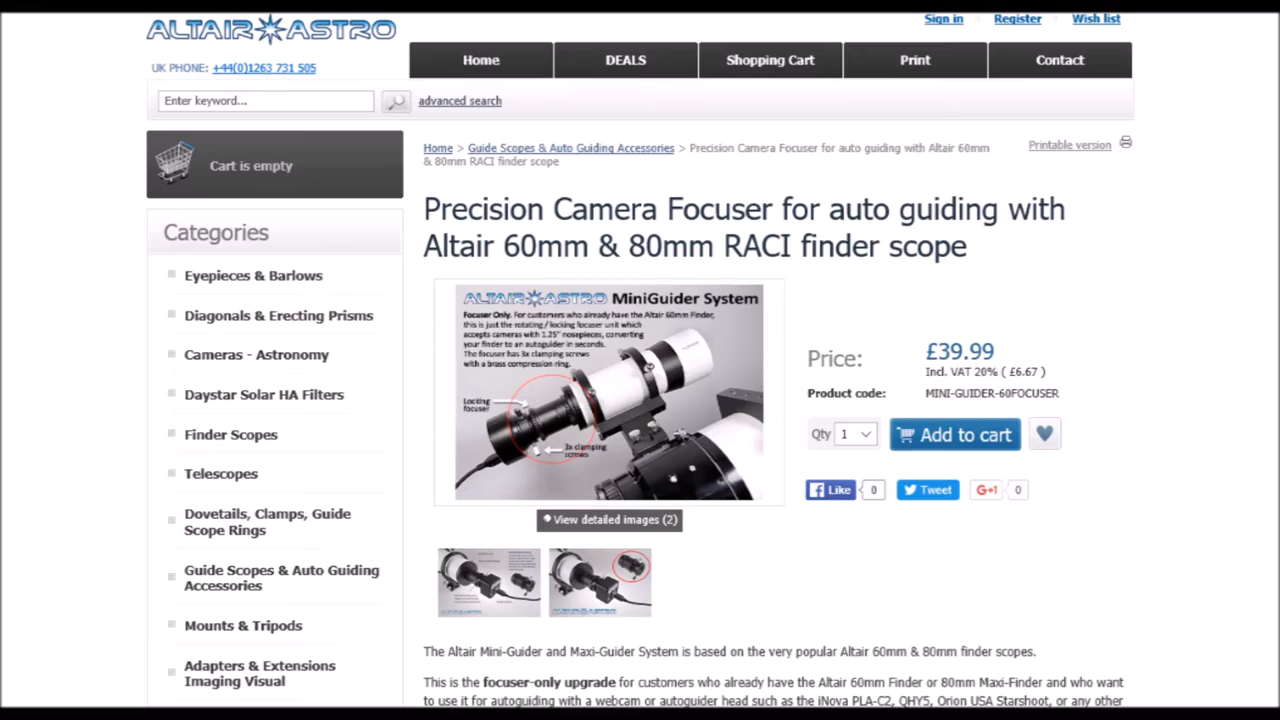 ALTAIR ASTRO
Sign in
Register
Wish list
UK PHONE: +44(0)1263 731 505
Home
DEALS
Shopping Cart
Print
Contact
Enter keyword...
advanced search
Cart is empty
Home > Guide Scopes & Auto Guiding Accessories > Precision Camera Focuser for auto guiding with Altair 60mm
& 80mm RACI finder scope
Printable version
Categories
Eyepieces & Barlows
Diagonals & Erecting Prisms
Cameras - Astronomy
Daystar Solar HA Filters
Finder Scopes
Telescopes
Dovetails, Clamps, Guide
Scope Rings
Guide Scopes & Auto Guiding
Accessories
Mounts & Tripods
Adapters & Extensions
Imaging Visual
Precision Camera Focuser for auto guiding with
Altair 60mm & 80mm RACI finder scope
ALTAIR ASTRO MiniGuider System
Focuser Only. For customers who already have the Altair 60mm Finder,
this is just the rotating / locking focuser unit which
accepts cameras with 1.25" nosepieces, converting
your finder to an autoguider in seconds.
The focuser has 3x clamping screws
with a brass compression ring.
Locking
focuser
3x clamping
screws
View detailed images (2)
Price:
£39.99
Incl. VAT 20% ( £6.67 )
Product code:
MINI-GUIDER-60FOCUSER
Qty 1
Add to cart
Like 0
Tweet
G+1 0
The Altair Mini-Guider and Maxi-Guider System is based on the very popular Altair 60mm & 80mm finder scopes.
This is the focuser-only upgrade for customers who already have the Altair 60mm Finder or 80mm Maxi-Finder and who want
to use it for autoguiding with a webcam or autoguider head such as the iNova PLA-C2, QHY5, Orion USA Starshoot, or any other